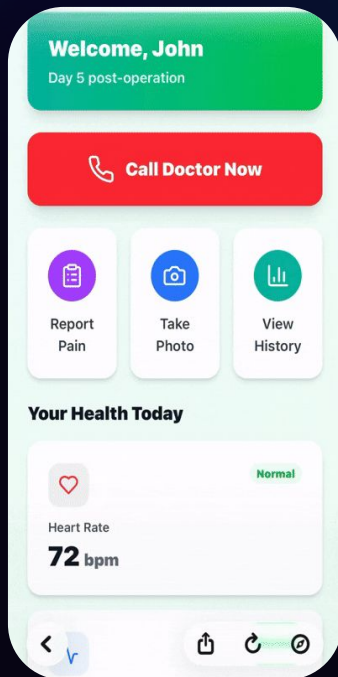 Welcome, John
Day 5 post-operation
Call Doctor Now
Report
Pain
Take
Photo
View
History
Your Health Today
Normal
Heart Rate
72 bpm